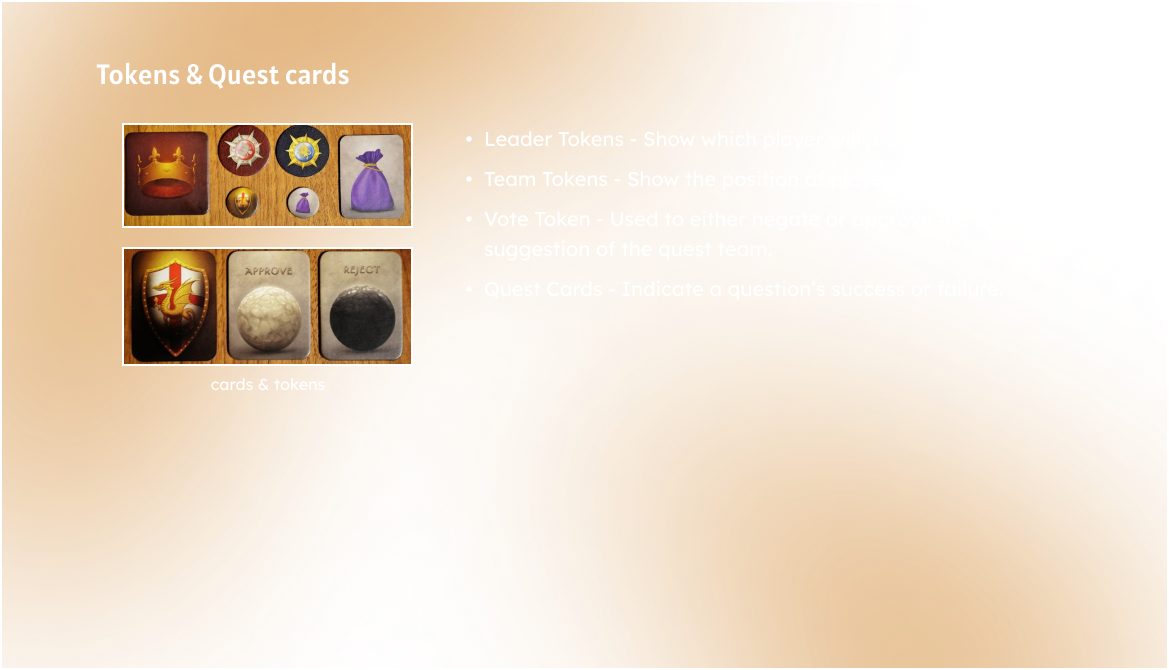 Tokens & Quest cards
• Leader Tokens - Show which player
• Team Tokens - Show the position of
• Vote Token - Used to either negate or
suggestion of the quest team.
• Quest Cards - Indicate a question's success or failure.
APPROVE
REJECT
cards & tokens